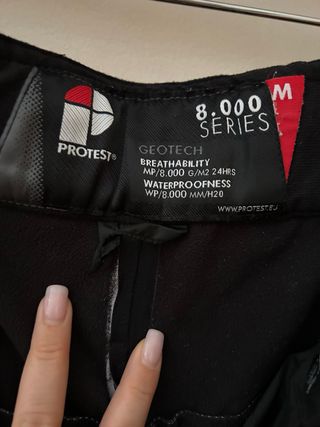 PROTEST®
8.000
SERIES
M
GEOTECH
BREATHABILITY
MP/8.000 G/M2 24HRS
WATERPROOFNESS
WP/8.000 MM/H20
WWW.PROTEST.EU